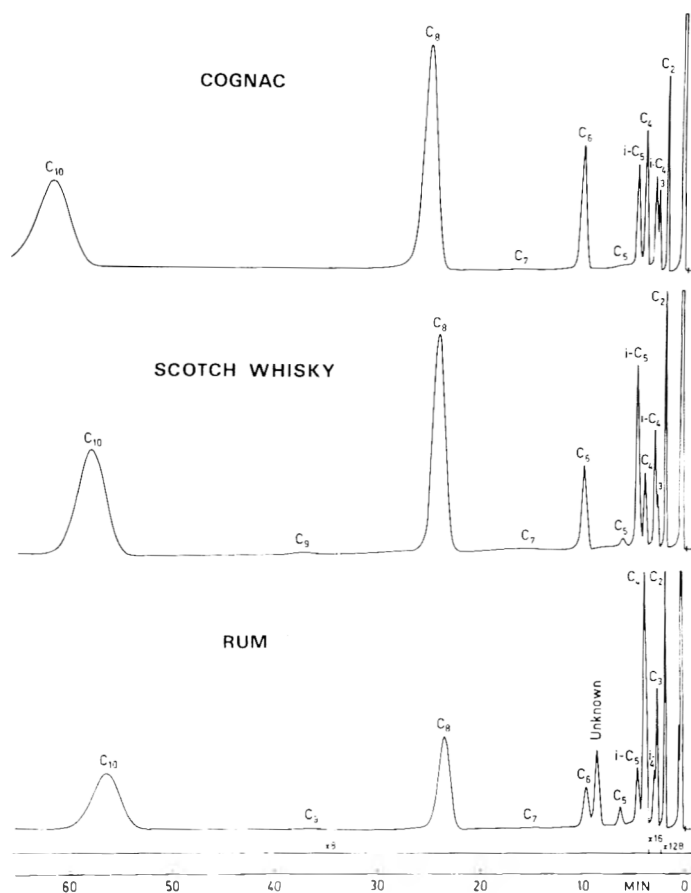 C₈
C₂
COGNAC
C₄
C₆
i-C₅
i-C₄
3
C₁₀
C₇
C₅
C₂
C₈
i-C₅
SCOTCH WHISKY
i-C₄
C₁₀
C₆
C₄
3
C₉
C₇
C₅
C₄
C₂
RUM
C₃
Unknown
C₈
i-C₅
i₄
C₁₀
C₆
C₅
C₉
C₇
x8
x16
x128
60 50 40 30 20 10 MIN 0